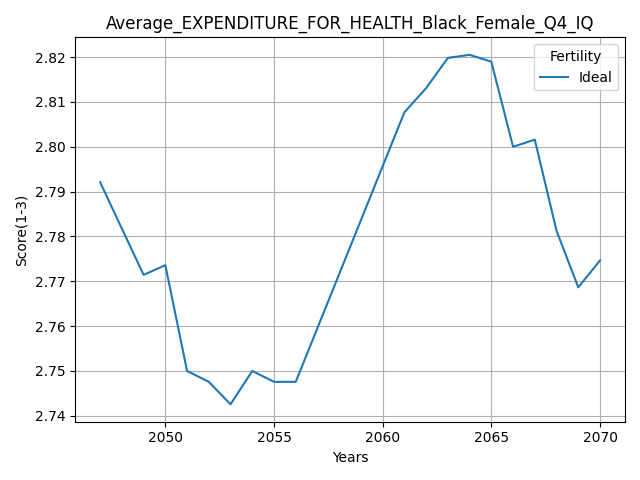 Average_EXPENDITURE_FOR_HEALTH_Black_Female_Q4_IQ
Fertility
Ideal
2.82
2.81
2.80
2.79
2.78
2.77
2.76
2.75
2.74
Score(1-3)
2050 2055 2060 2065 2070
Years